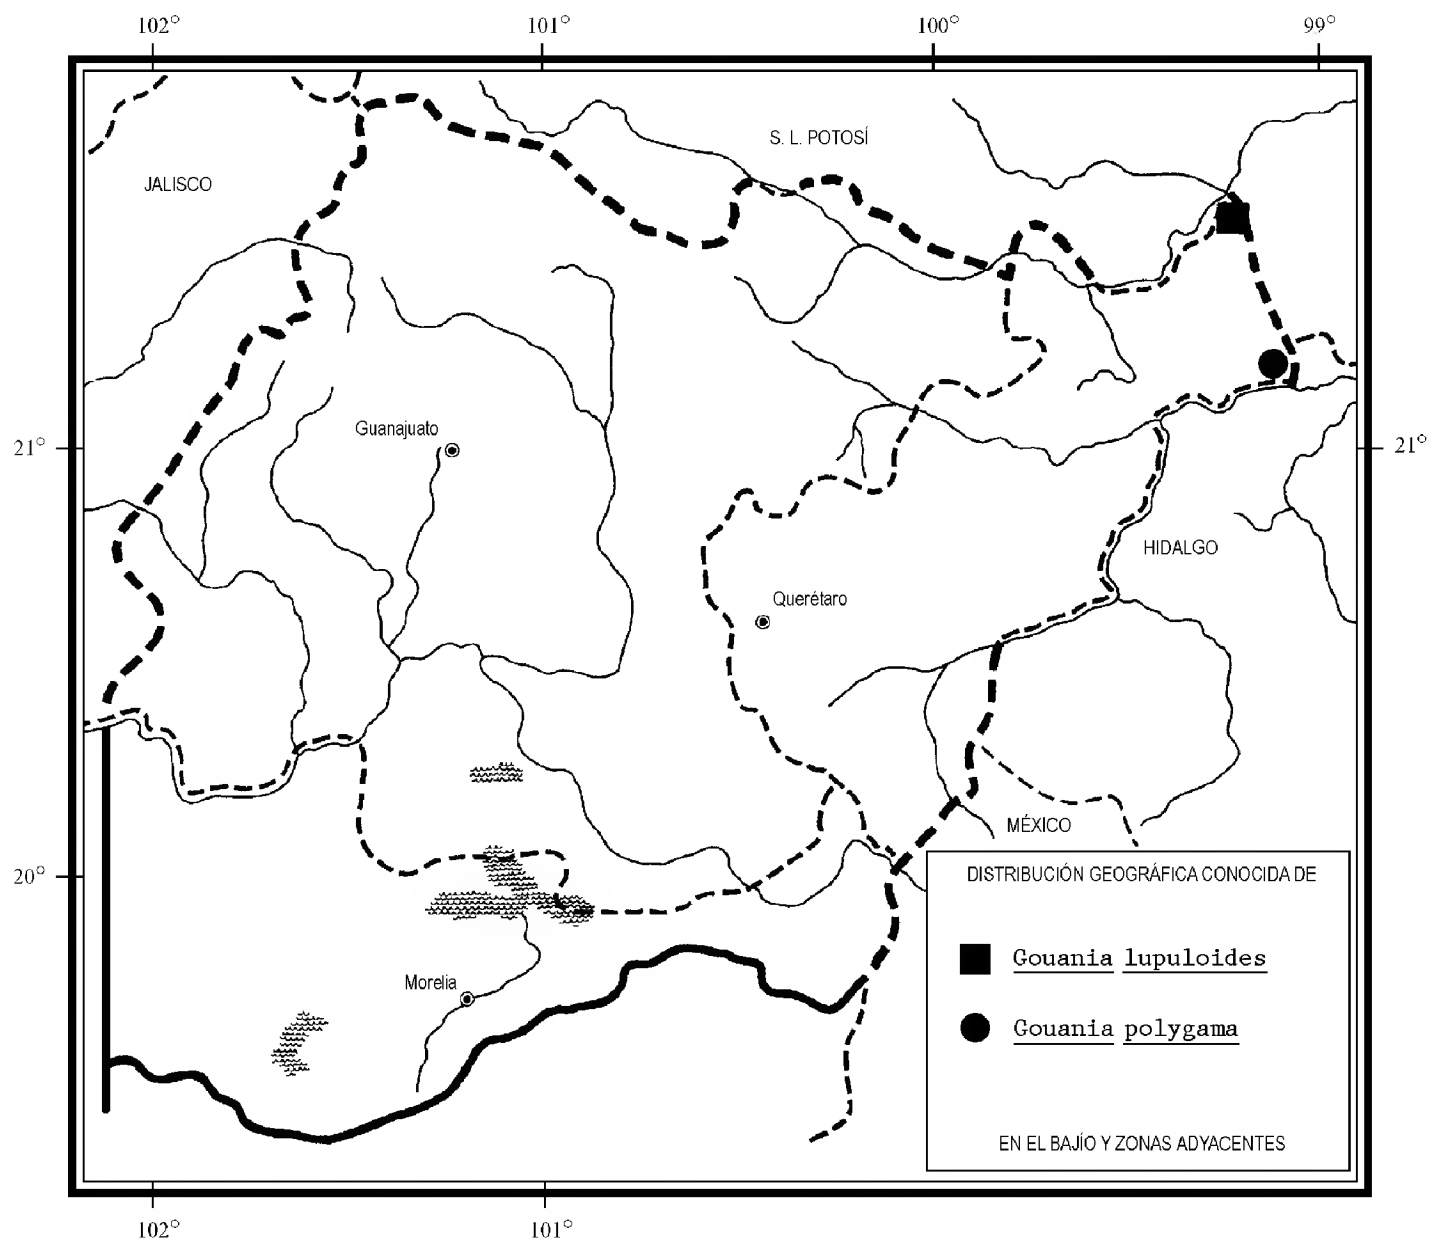 102° 101° 100° 99°
S. L. POTOSÍ
JALISCO
Guanajuato
21° 21°
HIDALGO
Querétaro
MÉXICO
20°
DISTRIBUCIÓN GEOGRÁFICA CONOCIDA DE
Gouania lupuloides
Morelia
Gouania polygama
EN EL BAJÍO Y ZONAS ADYACENTES
102° 101°